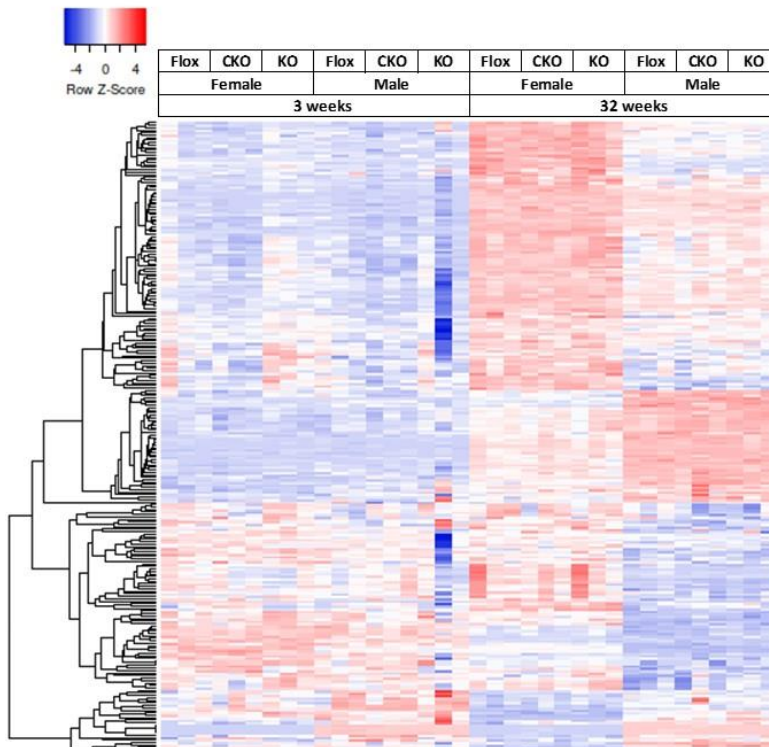 -4 0 4
Row Z-Score
Flox CKO KO Flox CKO KO Flox CKO KO Flox CKO KO
Female Male Female Male
3 weeks 32 weeks